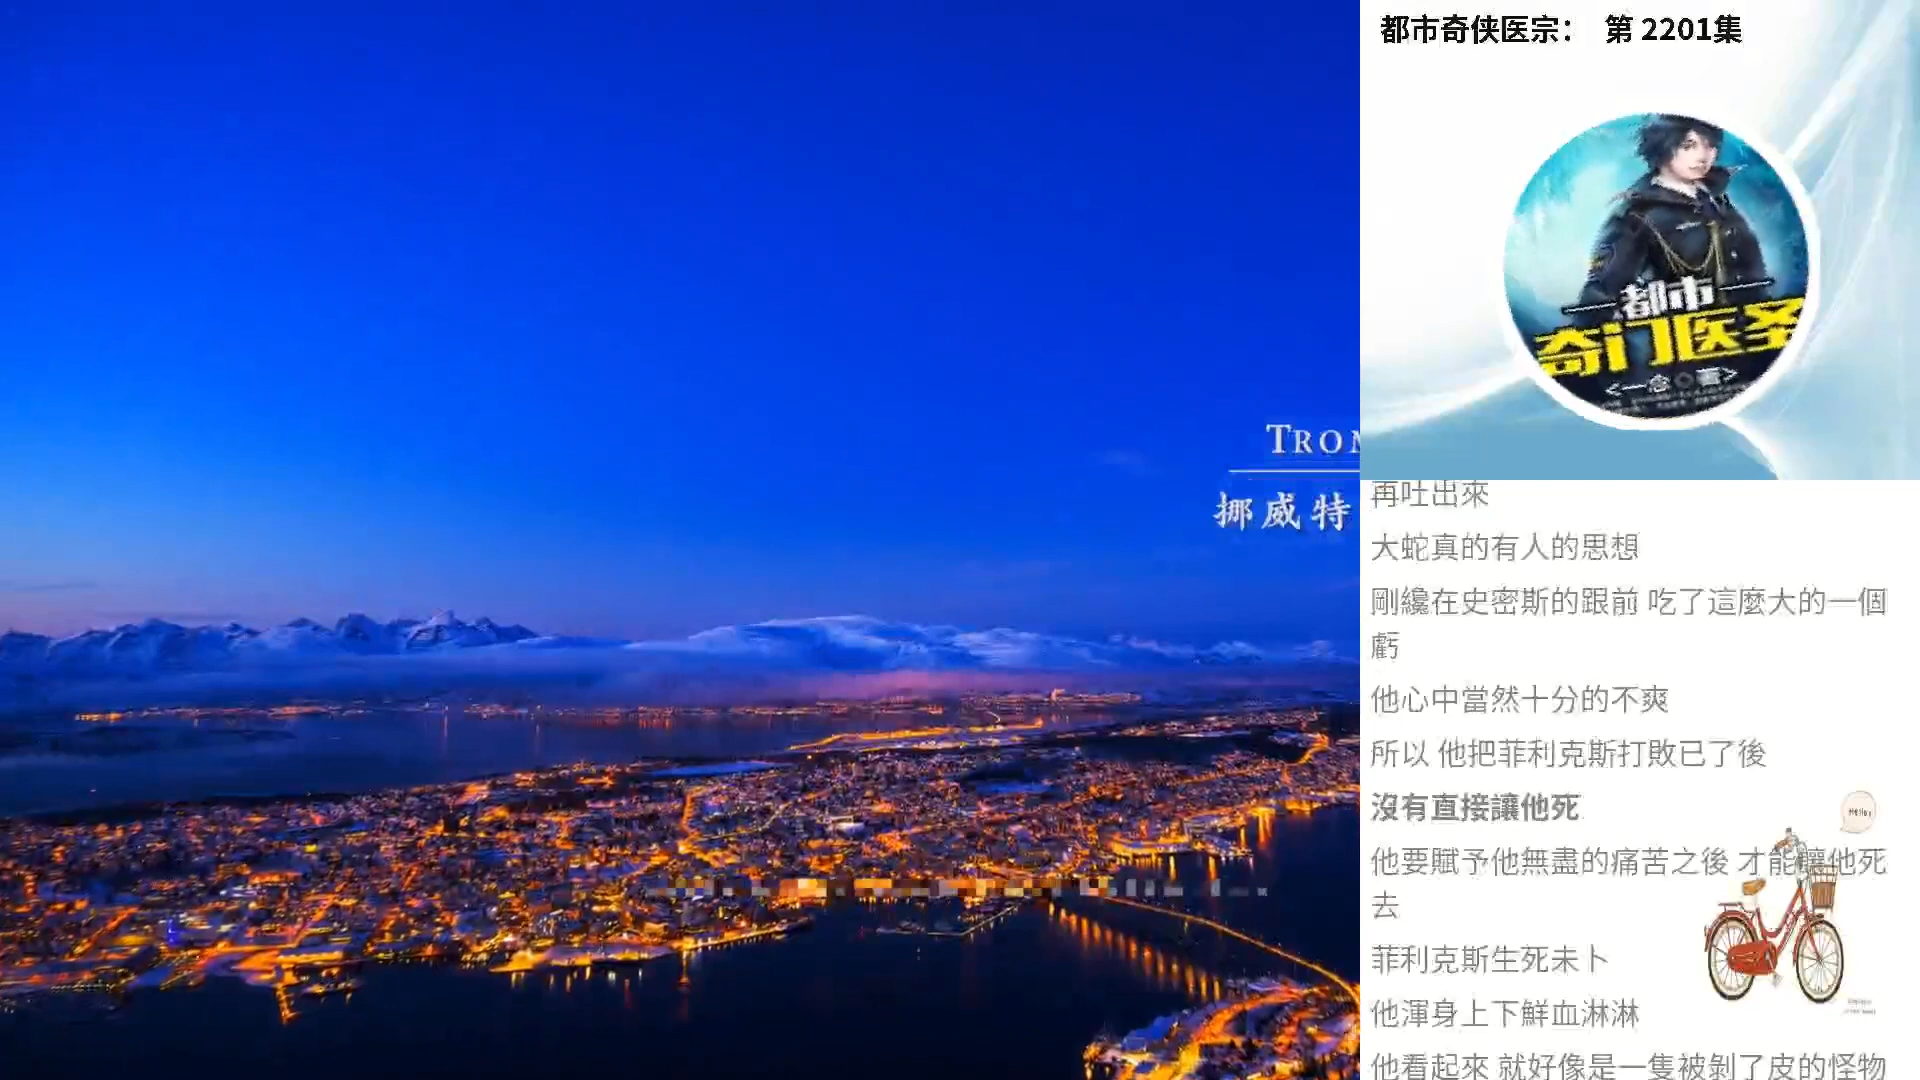 都市奇侠医宗： 第 2201集
都市
奇门医圣
<一念 著>
TROM
挪威特
再吐出來
大蛇真的有人的思想
剛纔在史密斯的跟前 吃了這麼大的一個
虧
他心中當然十分的不爽
所以 他把菲利克斯打敗已了後
沒有直接讓他死
他要賦予他無盡的痛苦之後 才能讓他死
去
菲利克斯生死未卜
他渾身上下鮮血淋淋
他看起來 就好像是一隻被剝了皮的怪物
Hello!